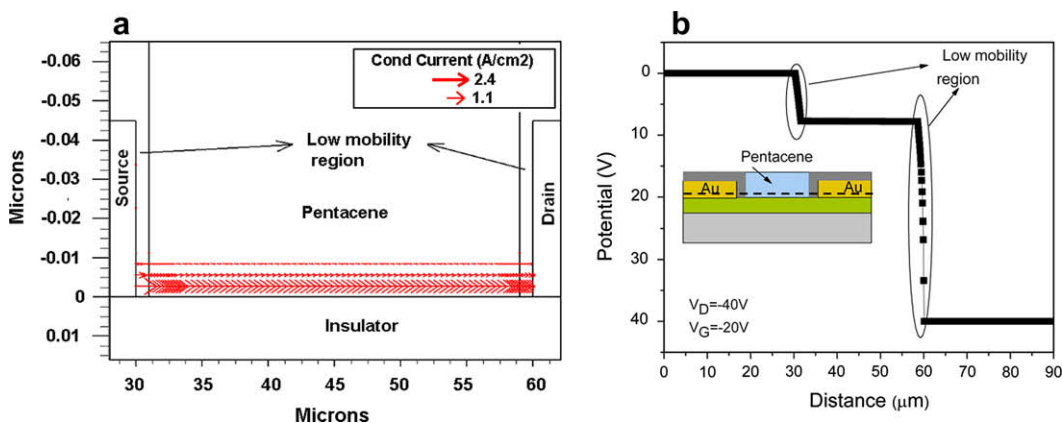 a
Cond Current (A/cm2)
2.4
1.1
-0.06
-0.05
-0.04
-0.03
-0.02
-0.01
0
0.01
Microns
Source
Low mobility
region
Pentacene
Drain
Insulator
30
35
40
45
50
55
60
Microns
b
0
10
20
30
40
Potential (V)
Low mobility
region
Pentacene
Au
Au
V_D=-40V
V_G=-20V
0
10
20
30
40
50
60
70
80
90
Distance (μm)